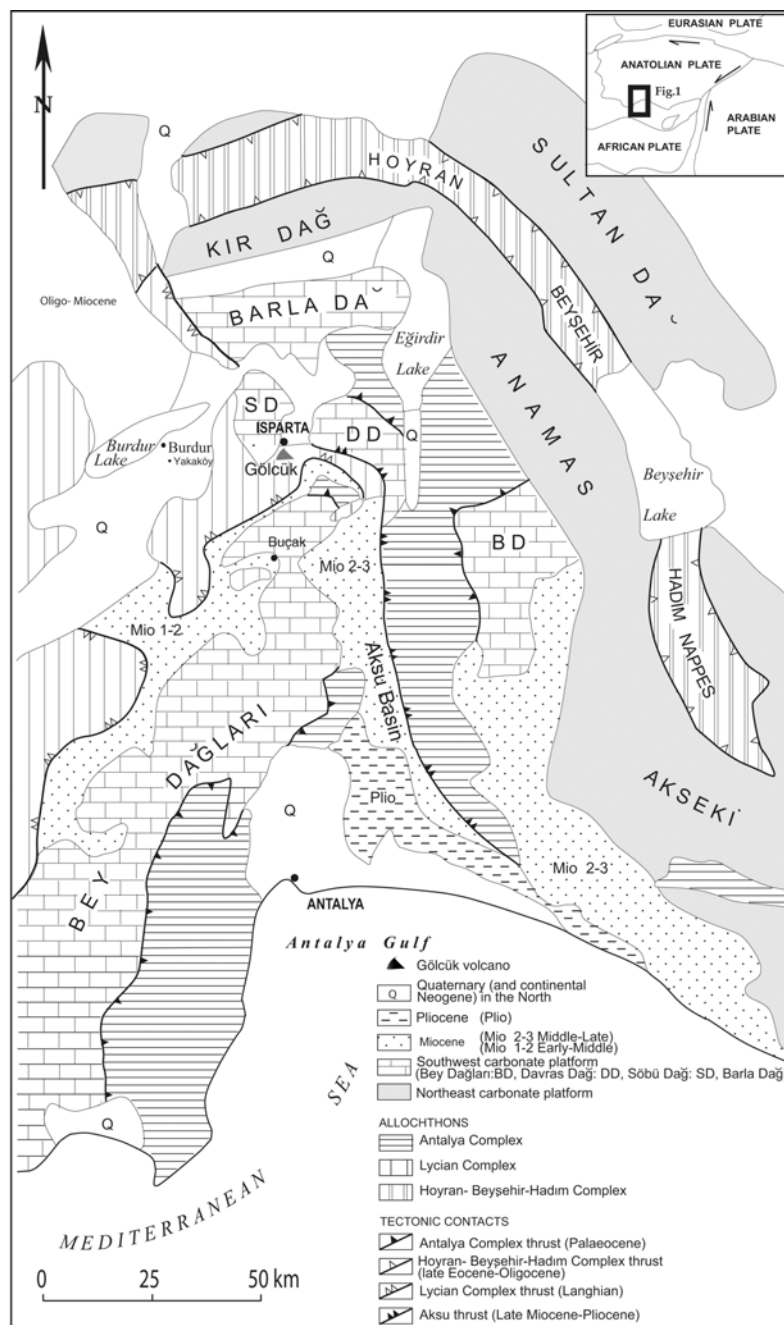 EURASIAN PLATE
ANATOLIAN PLATE
Fig.1
AFRICAN PLATE
ARABIAN
PLATE
N
Q
HOYRAN
SULTAN DAǦ
KIR DAĞ
Q
Oligo- Miocene
BARLA DAǦ
BEYŞEHİR
Eğirdir
Lake
ANAMAS
SD
ISPARTA
DD
Q
Burdur
Lake
Burdur
Yakaköy
Gölcük
Beyşehir
Lake
Q
BD
Buçak
Mio 2-3
Mio 1-2
HADIM NAPPES
Aksu Basin
DAĞLARI
AKSEKİ
Plio
Q
Mio 2-3
BEY
ANTALYA
Antalya Gulf
Gölcük volcano
Q
Quaternary (and continental
Neogene) in the North
Pliocene (Plio)
Miocene (Mio 2-3 Middle-Late)
(Mio 1-2 Early-Middle)
Southwest carbonate platform
(Bey Dağları:BD, Davras Dağ: DD, Söbü Dağ: SD, Barla Dağ
Northeast carbonate platform
SEA
ALLOCHTHONS
Antalya Complex
Lycian Complex
Hoyran- Beyşehir-Hadım Complex
Q
MEDITERRANEAN
TECTONIC CONTACTS
Antalya Complex thrust (Palaeocene)
Hoyran- Beyşehir-Hadım Complex thrust
(late Eocene-Oligocene)
Lycian Complex thrust (Langhian)
Aksu thrust (Late Miocene-Pliocene)
0 25 50 km